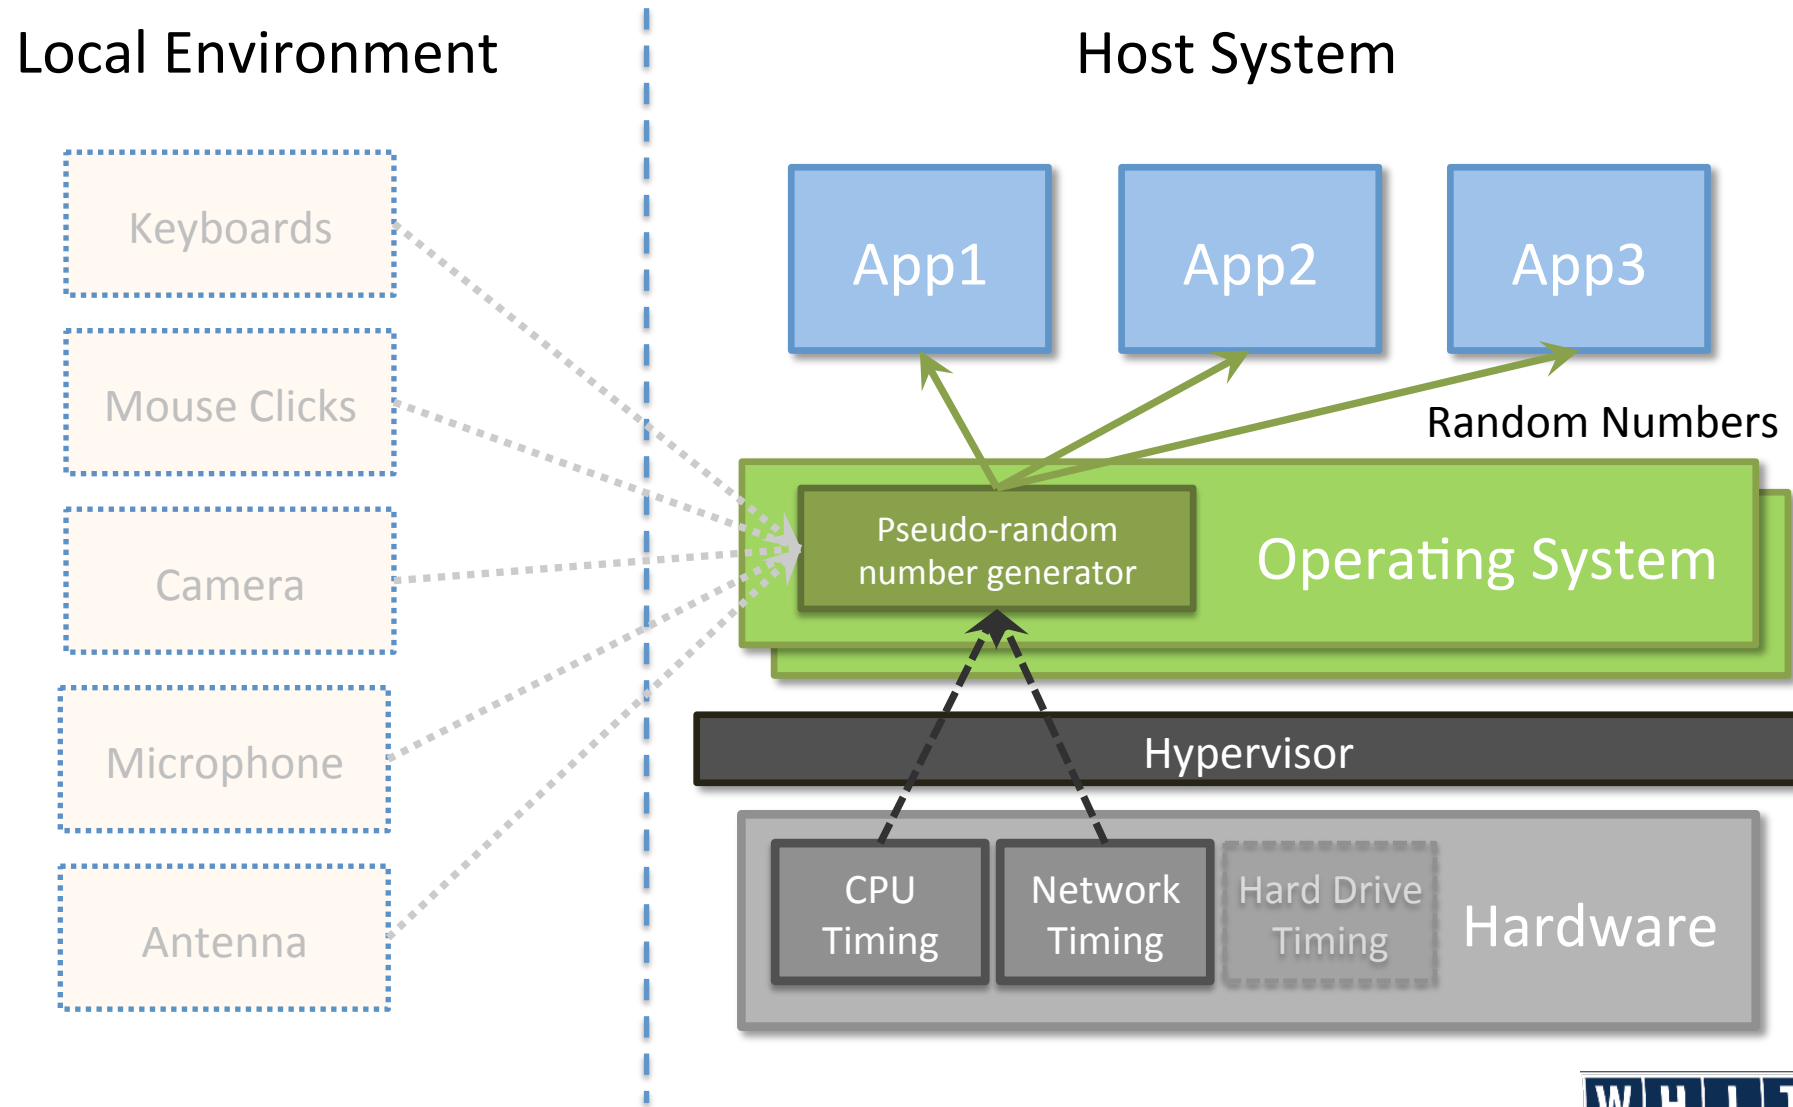 Local Environment
Host System
Keyboards
Mouse Clicks
Camera
Microphone
Antenna
App1
App2
App3
Random Numbers
Pseudo-random
number generator
Operating System
Hypervisor
CPU
Timing
Network
Timing
Hard Drive
Timing
Hardware